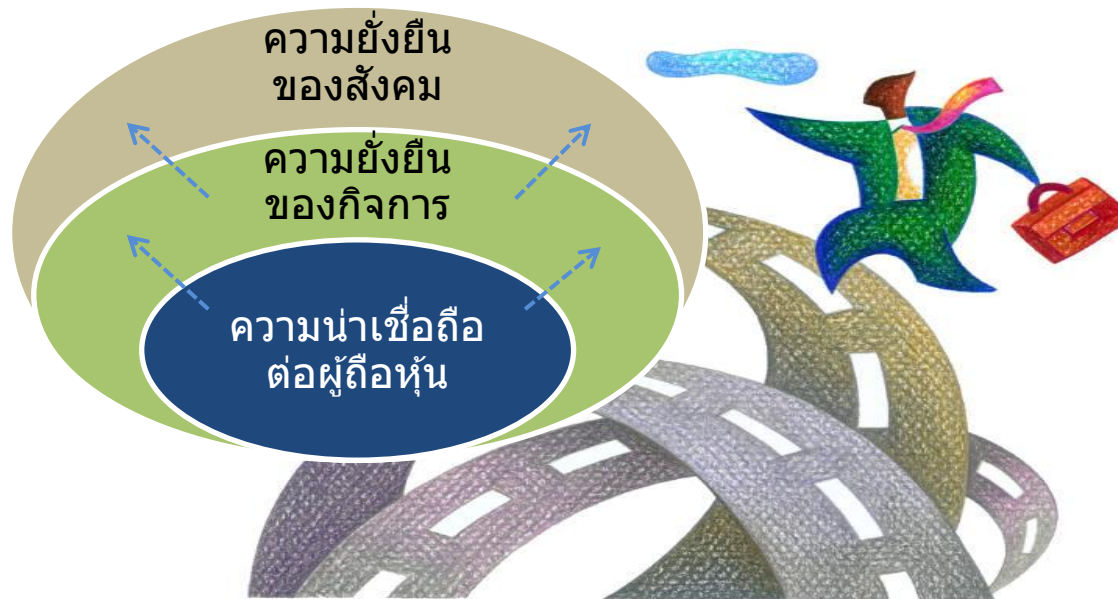 ความยั่งยืน
ของสังคม
ความยั่งยืน
ของกิจการ
ความน่าเชื่อถือ
ต่อผู้ถือหุ้น